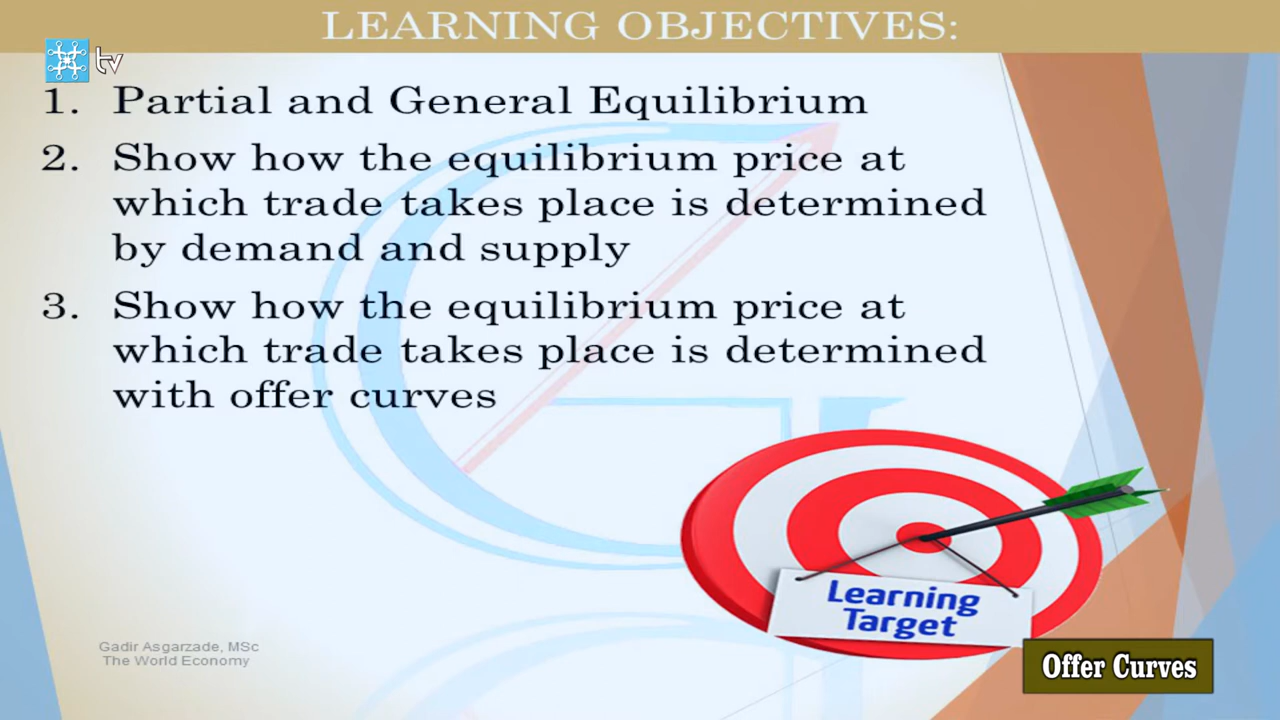 LEARNING OBJECTIVES:
tv
1. Partial and General Equilibrium
2. Show how the equilibrium price at
which trade takes place is determined
by demand and supply
3. Show how the equilibrium price at
which trade takes place is determined
with offer curves
Learning
Target
Gadir Asgarzade, MSc
The World Economy
Offer Curves